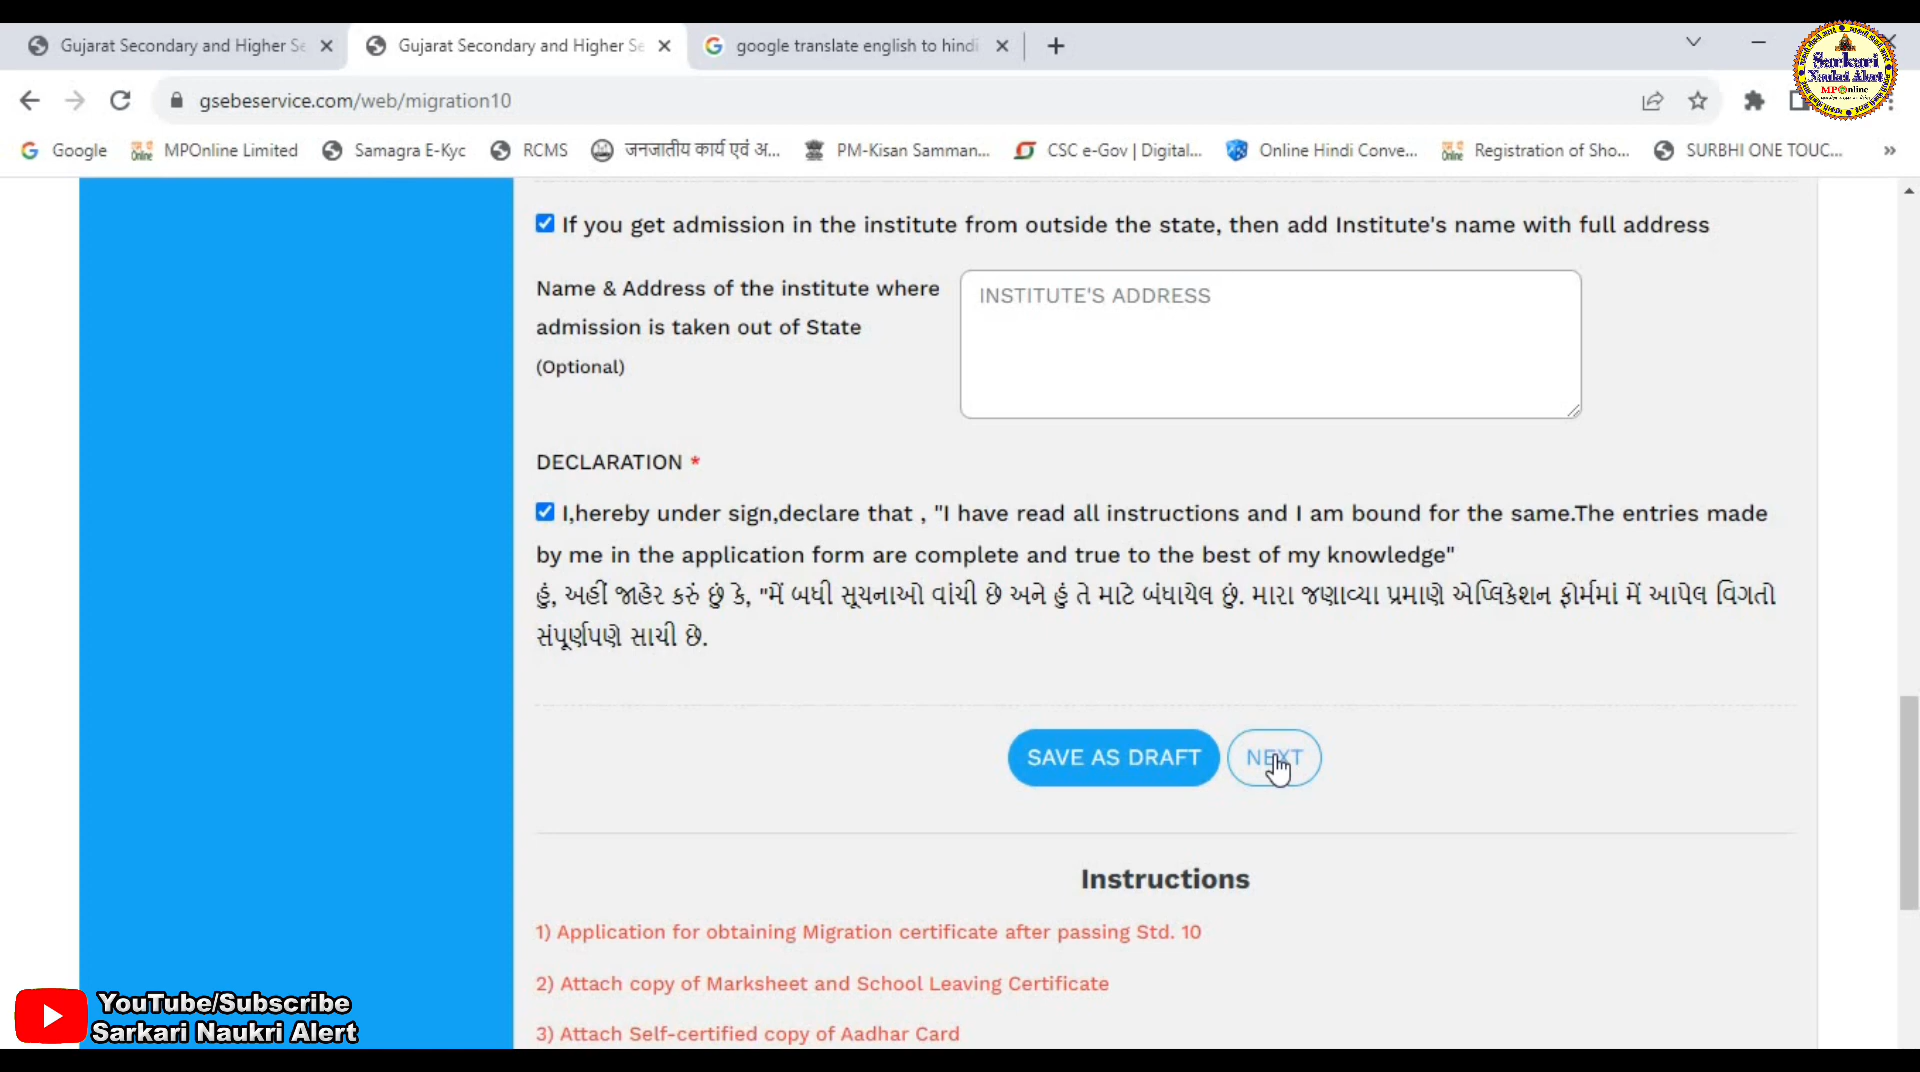 Gujarat Secondary and Higher Se
Gujarat Secondary and Higher Se
google translate english to hindi
gsebeservice.com/web/migration10
Google
MPOnline Limited
Samagra E-Kyc
RCMS
जनजातीय कार्य एवं अ...
PM-Kisan Samman...
CSC e-Gov | Digital...
Online Hindi Conve...
Registration of Sho...
SURBHI ONE TOUC...
»
Sarkari
Naukri Alert
MPOnline
If you get admission in the institute from outside the state, then add Institute's name with full address
Name & Address of the institute where
admission is taken out of State
(Optional)
INSTITUTE'S ADDRESS
DECLARATION *
I,hereby under sign,declare that , "I have read all instructions and I am bound for the same.The entries made
by me in the application form are complete and true to the best of my knowledge"
હું, અહીં જાહેર કરું છું કે, "મેં બધી સૂચનાઓ વાંચી છે અને હું તે માટે બંધાયેલ છું. મારા જણાવ્યા પ્રમાણે એપ્લિકેશન ફોર્મમાં મેં આપેલ વિગતો
સંપૂર્ણપણે સાચી છે.
SAVE AS DRAFT
NEXT
Instructions
1) Application for obtaining Migration certificate after passing Std. 10
2) Attach copy of Marksheet and School Leaving Certificate
3) Attach Self-certified copy of Aadhar Card
YouTube/Subscribe
Sarkari Naukri Alert